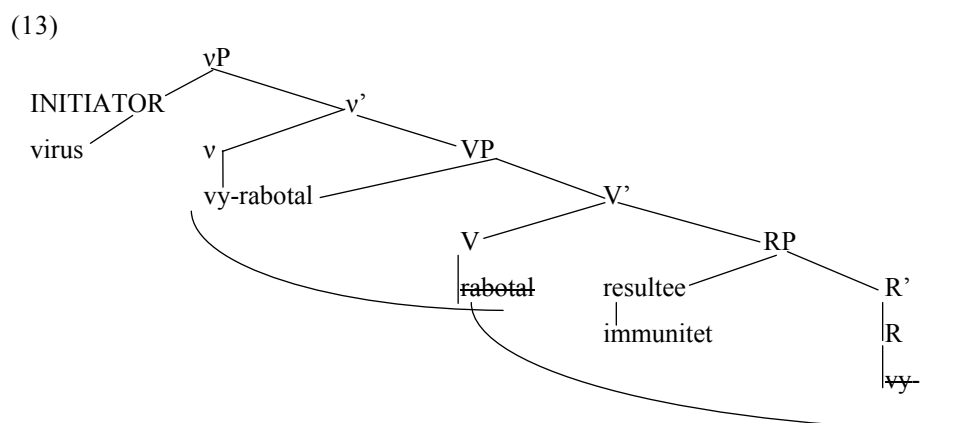 (13)
νP
INITIATOR ν’
virus ν VP
vy-rabotal V’
V RP
rabotal resultee R’
immunitet R
vy-